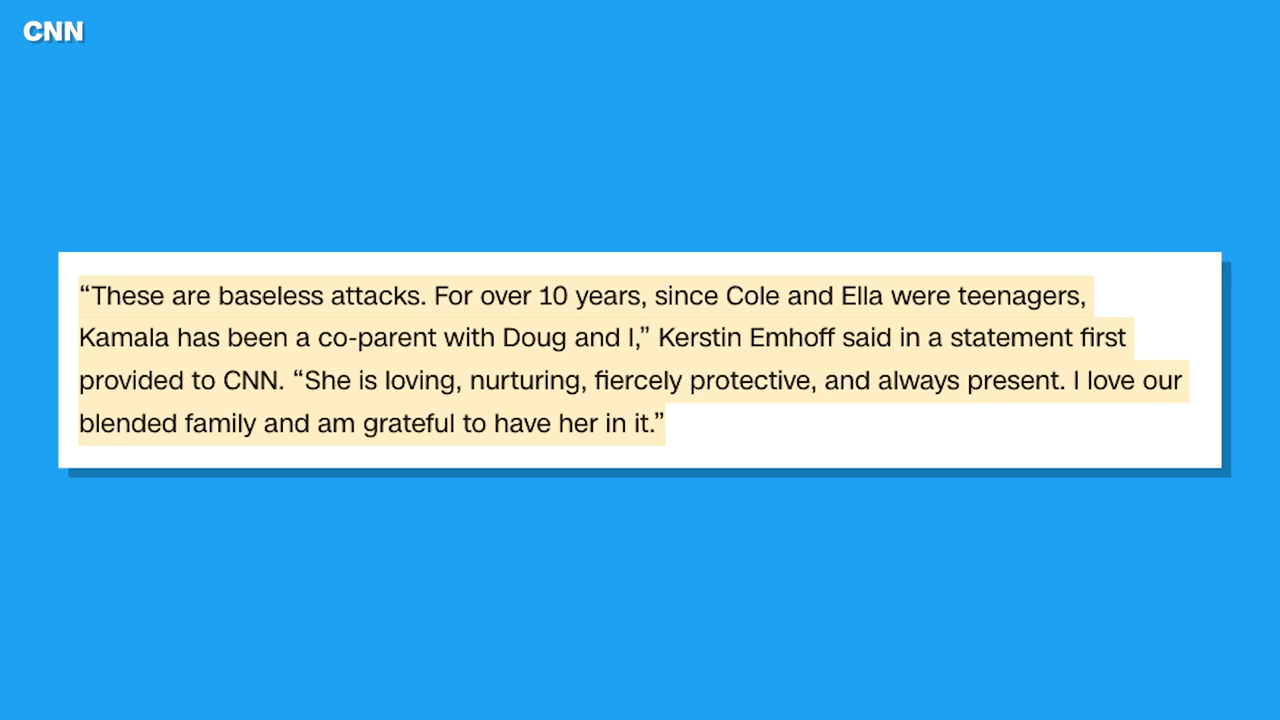 CNN
“These are baseless attacks. For over 10 years, since Cole and Ella were teenagers,
Kamala has been a co-parent with Doug and I,” Kerstin Emhoff said in a statement first
provided to CNN. “She is loving, nurturing, fiercely protective, and always present. I love our
blended family and am grateful to have her in it.”